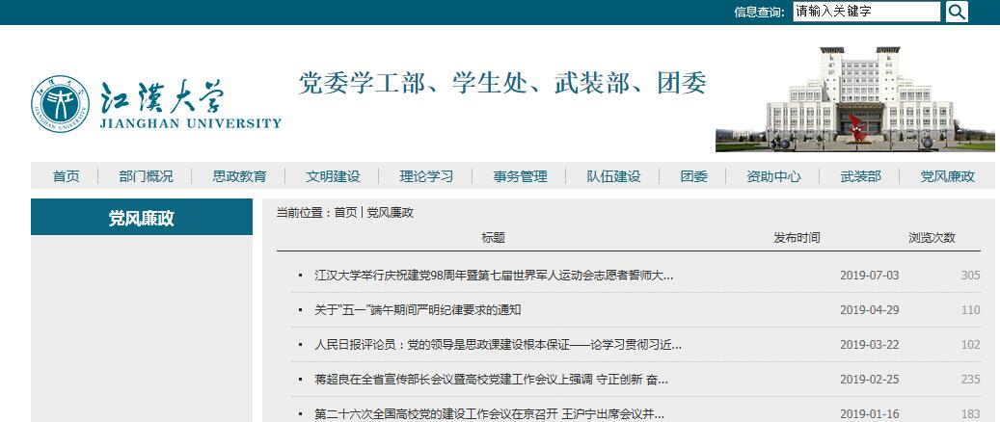 信息查询: 请输入关键字
党委学工部、学生处、武装部、团委
江漢大学
JIANGHAN UNIVERSITY
首页 部门概况 思政教育 文明建设 理论学习 事务管理 队伍建设 团委 资助中心 武装部 党风廉政
党风廉政
当前位置：首页 | 党风廉政
标题 发布时间 浏览次数
江汉大学举行庆祝建党98周年暨第七届世界军人运动会志愿者誓师大... 2019-07-03 305
关于“五一”端午期间严明纪律要求的通知 2019-04-29 110
人民日报评论员：党的领导是思政课建设根本保证——论学习贯彻习近... 2019-03-22 102
蒋超良在全省宣传部长会议暨高校党建工作会议上强调 守正创新 奋... 2019-02-25 235
第二十六次全国高校党的建设工作会议在京召开 王沪宁出席会议并... 2019-01-16 183